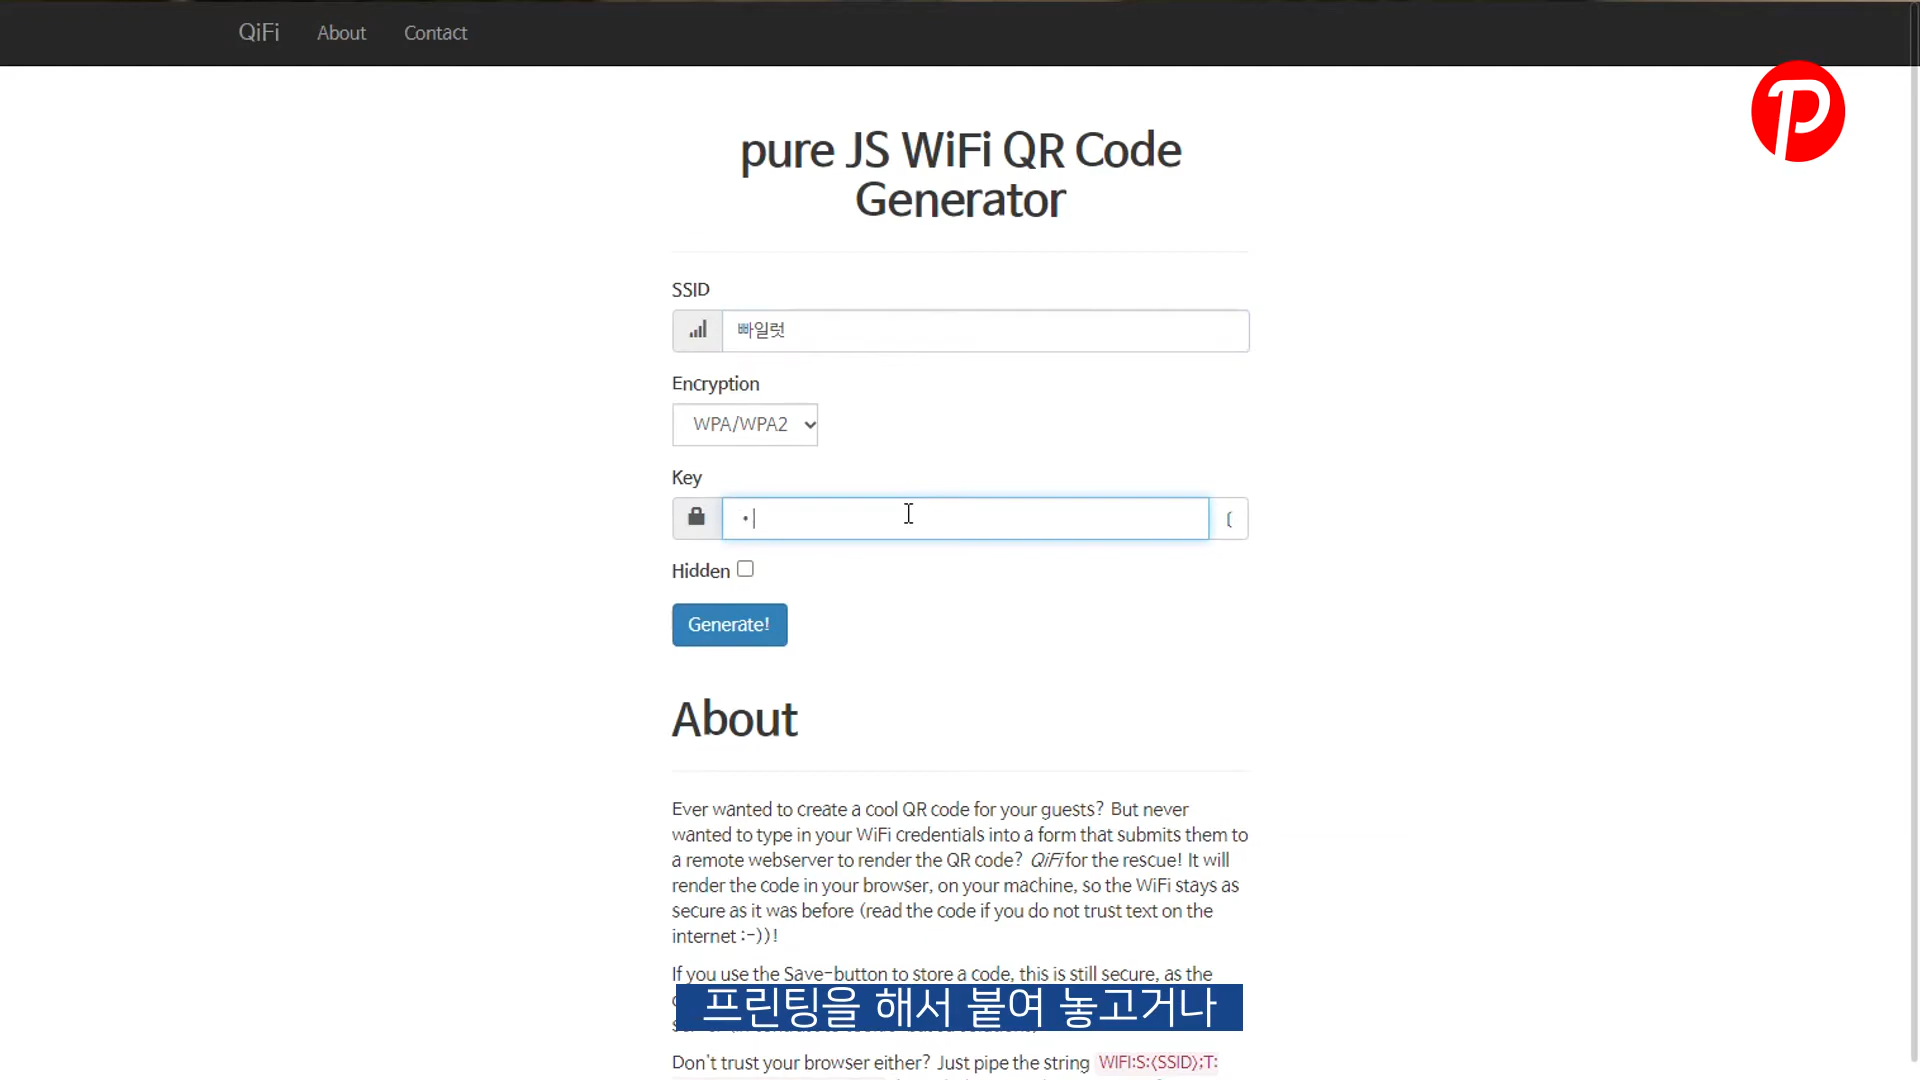 QiFi About Contact
P
pure JS WiFi QR Code
Generator
SSID
빠일럿
Encryption
WPA/WPA2
Key
Hidden
Generate!
About
Ever wanted to create a cool QR code for your guests? But never
wanted to type in your WiFi credentials into a form that submits them to
a remote webserver to render the QR code? QiFi for the rescue! It will
render the code in your browser, on your machine, so the WiFi stays as
secure as it was before (read the code if you do not trust text on the
internet :-))!
If you use the Save-button to store a code, this is still secure, as the
프린팅을 해서 붙여 놓고거나
Don't trust your browser either? Just pipe the string WIFI:S:<SSID>;T: